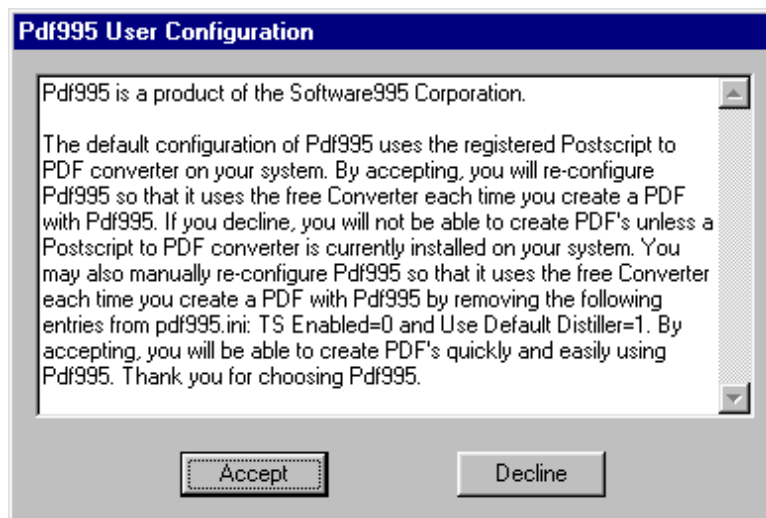 Pdf995 User Configuration
Pdf995 is a product of the Software995 Corporation.
The default configuration of Pdf995 uses the registered Postscript to
PDF converter on your system. By accepting, you will re-configure
Pdf995 so that it uses the free Converter each time you create a PDF
with Pdf995. If you decline, you will not be able to create PDF's unless a
Postscript to PDF converter is currently installed on your system. You
may also manually re-configure Pdf995 so that it uses the free Converter
each time you create a PDF with Pdf995 by removing the following
entries from pdf995.ini: TS Enabled=0 and Use Default Distiller=1. By
accepting, you will be able to create PDF's quickly and easily using
Pdf995. Thank you for choosing Pdf995.
Accept
Decline